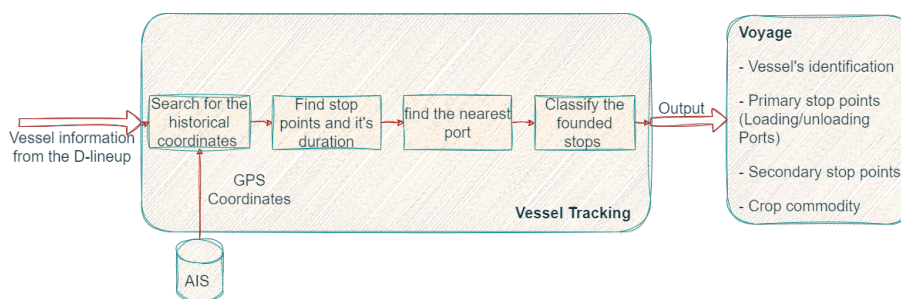 Vessel information
from the D-lineup
Search for the
historical
coordinates
Find stop
points and it's
duration
find the nearest
port
Classify the
founded
stops
GPS
Coordinates
AIS
Vessel Tracking
Output
Voyage
- Vessel's identification
- Primary stop points
(Loading/unloading
Ports)
- Secondary stop points
- Crop commodity